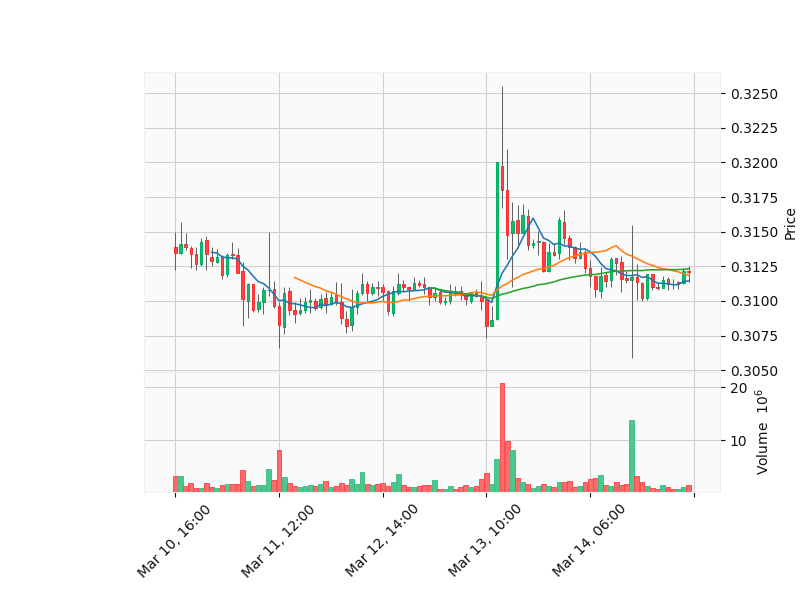 0.3250
0.3225
0.3200
0.3175
0.3150
0.3125
0.3100
0.3075
0.3050
Price
20
10
Volume 10^6
Mar 10, 16:00
Mar 11, 12:00
Mar 12, 14:00
Mar 13, 10:00
Mar 14, 06:00